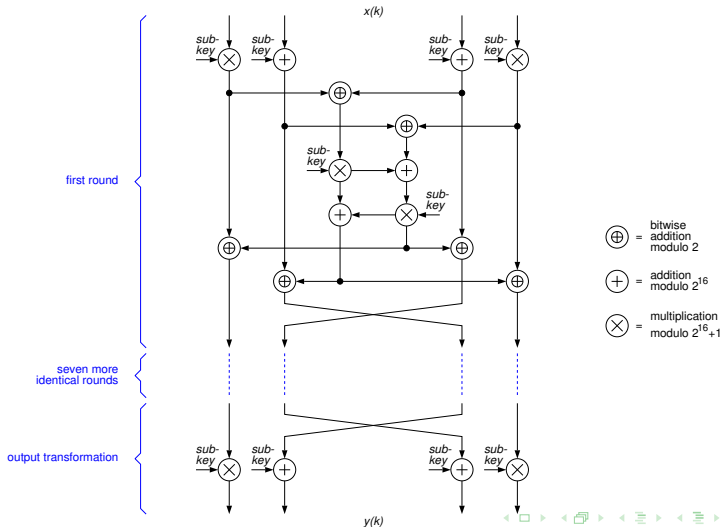 x(k)
sub-
key
sub-
key
sub-
key
sub-
key
sub-
key
sub-
key
first round
= bitwise
addition
modulo 2
= addition
modulo 2^16
= multiplication
modulo 2^16+1
seven more
identical rounds
output transformation
sub-
key
sub-
key
sub-
key
sub-
key
y(k)